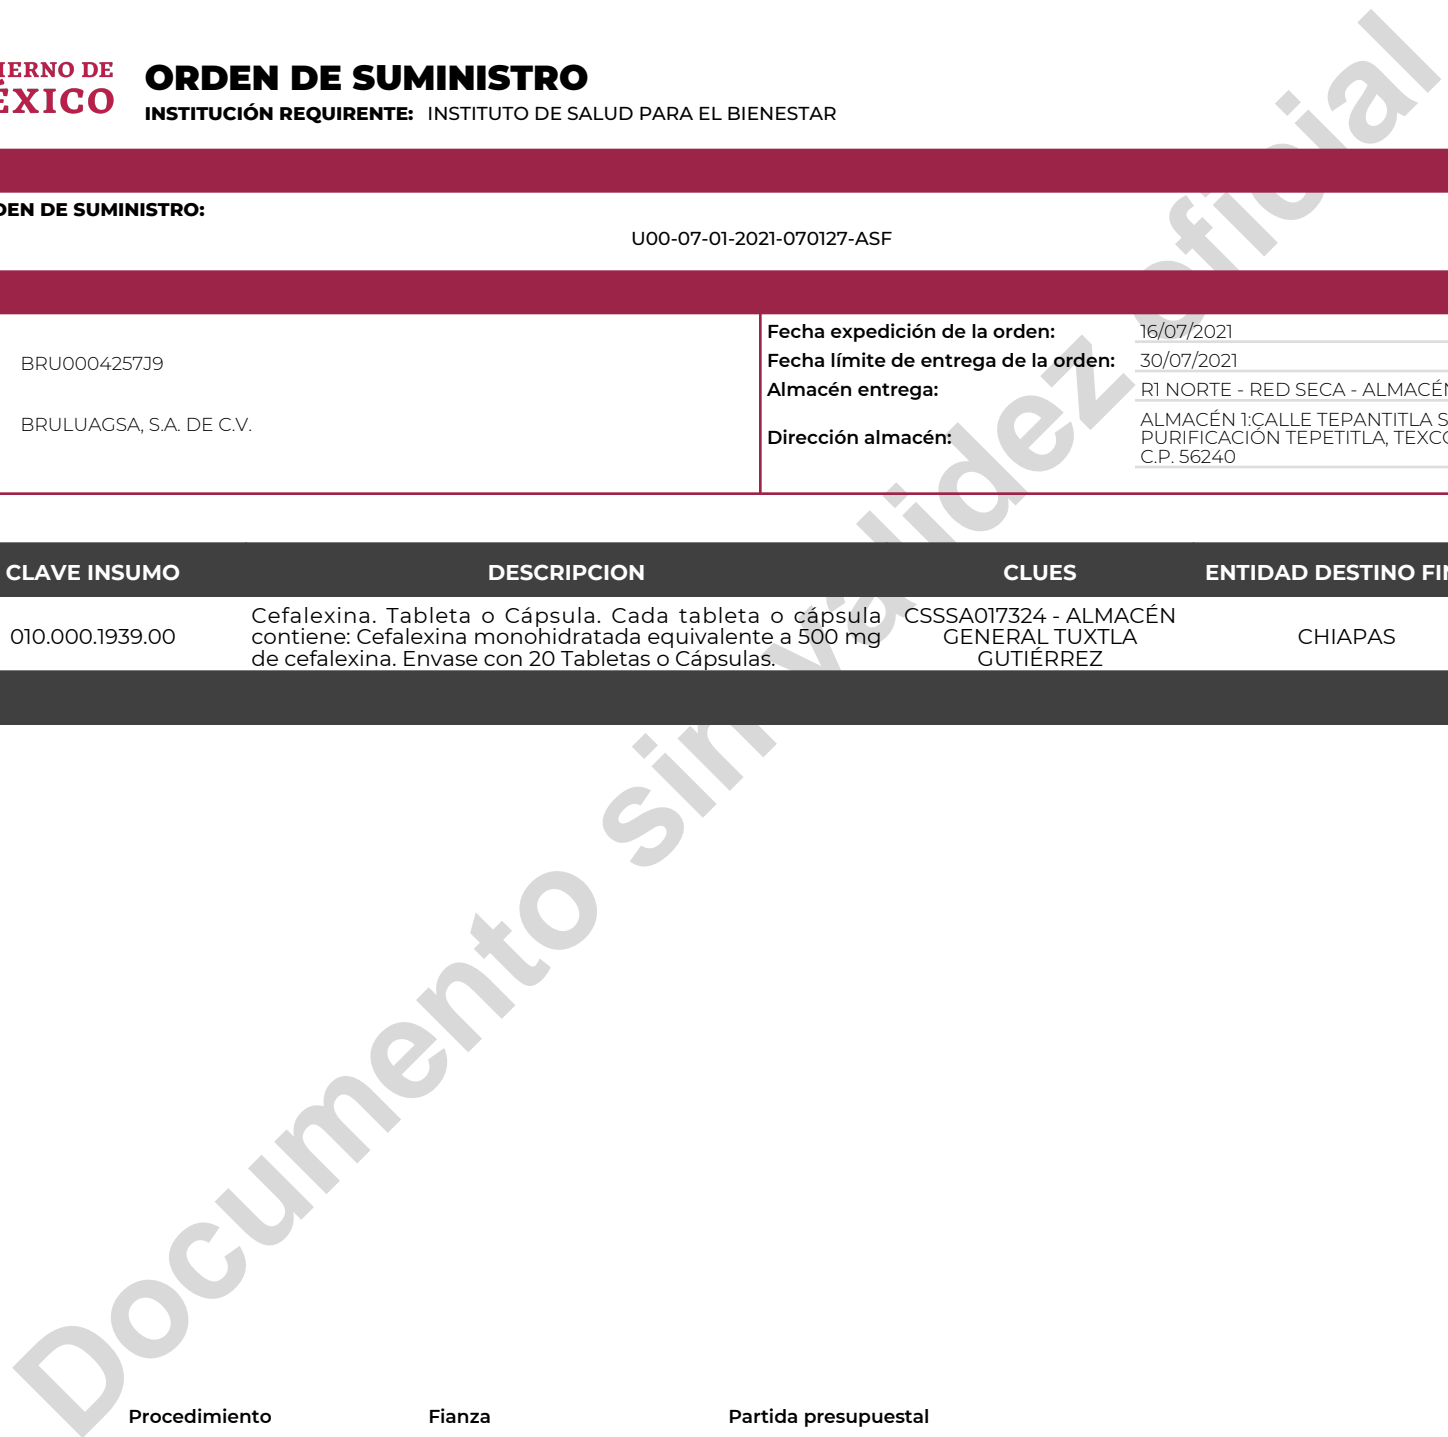 IERNO DE
ÉXICO
ORDEN DE SUMINISTRO
INSTITUCIÓN REQUIRENTE: INSTITUTO DE SALUD PARA EL BIENESTAR
DEN DE SUMINISTRO:
U00-07-01-2021-070127-ASF
BRU0004257J9
BRULUAGSA, S.A. DE C.V.
Fecha expedición de la orden: 16/07/2021
Fecha límite de entrega de la orden: 30/07/2021
Almacén entrega: R1 NORTE - RED SECA - ALMACÉN
Dirección almacén: ALMACÉN 1:CALLE TEPANTITLA S
PURIFICACIÓN TEPETITLA, TEXCO
C.P. 56240
CLAVE INSUMO DESCRIPCION CLUES ENTIDAD DESTINO FIN
010.000.1939.00
Cefalexina. Tableta o Cápsula. Cada tableta o cápsula
contiene: Cefalexina monohidratada equivalente a 500 mg
de cefalexina. Envase con 20 Tabletas o Cápsulas.
CSSSA017324 - ALMACÉN
GENERAL TUXTLA
GUTIÉRREZ
CHIAPAS
Documento sin validez oficial
Procedimiento Fianza Partida presupuestal